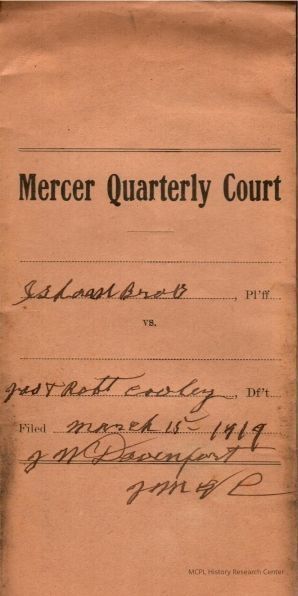 Mercer Quarterly Court
Bro's, Pl'ff
vs.
Jas & Robt Cooley, Df't.
Filed March 15 - 1919
J W Davenport
MCPL History Research Center